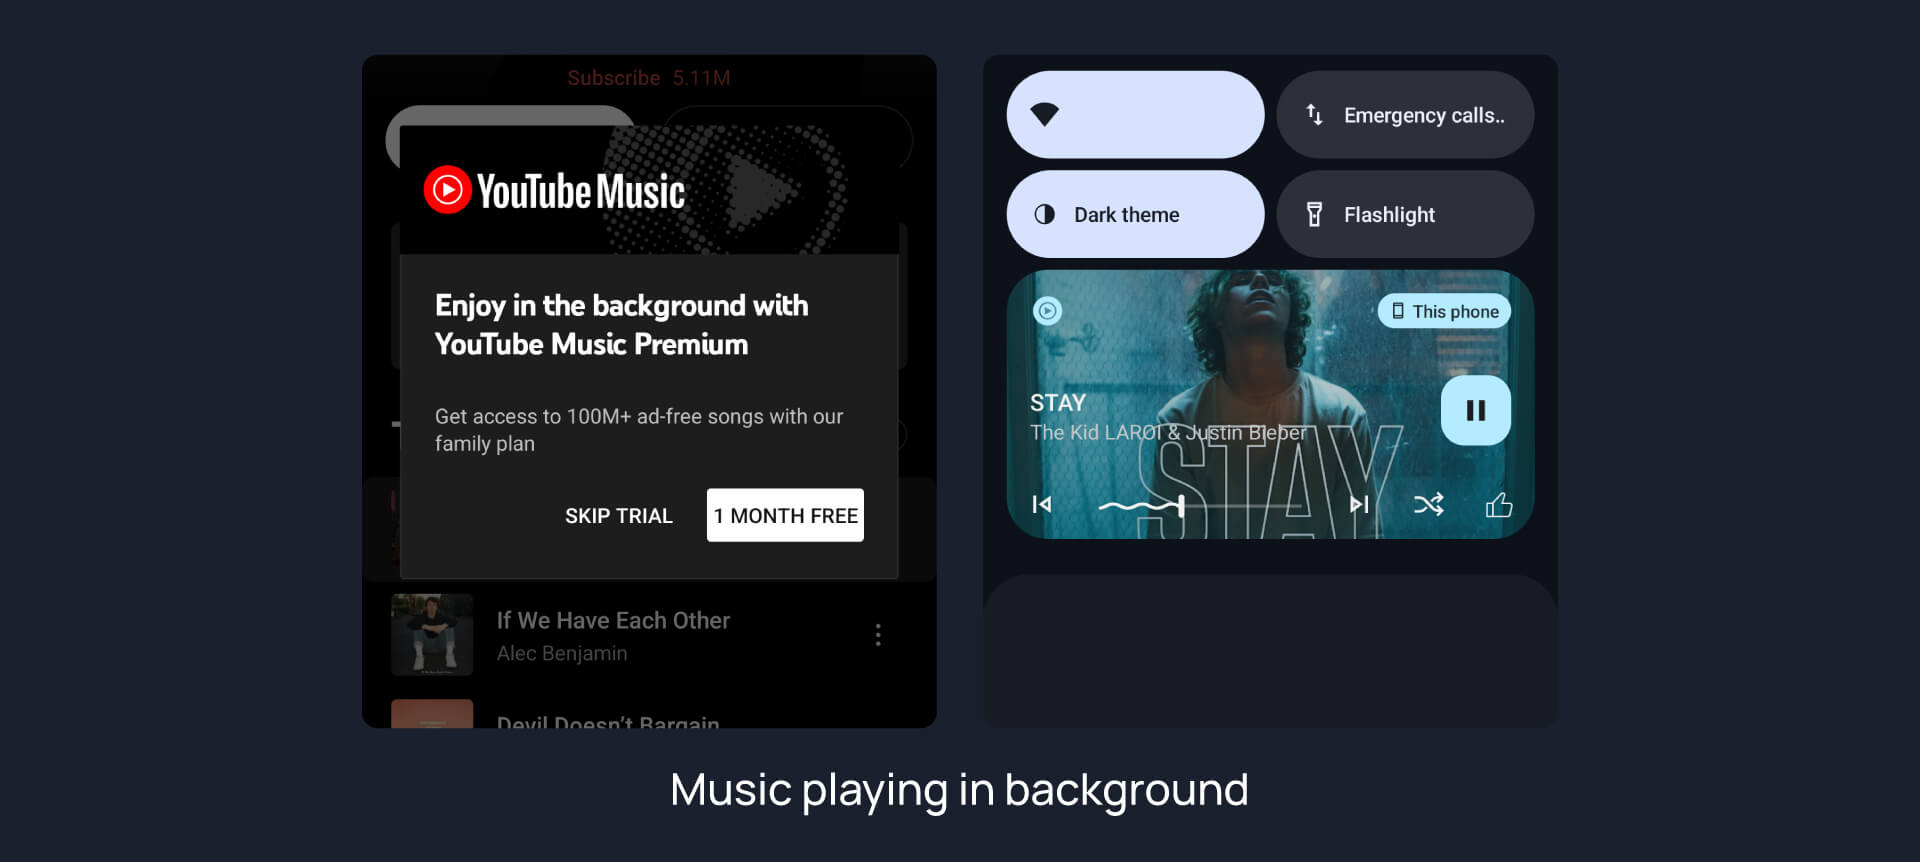 Subscribe 5.11M
YouTube Music
Enjoy in the background with
YouTube Music Premium
Get access to 100M+ ad-free songs with our
family plan
SKIP TRIAL
1 MONTH FREE
If We Have Each Other
Alec Benjamin
Devil Doesn’t Bargain
Emergency calls..
Dark theme
Flashlight
This phone
STAY
The Kid LAROI & Justin Bieber
STAY
Music playing in background